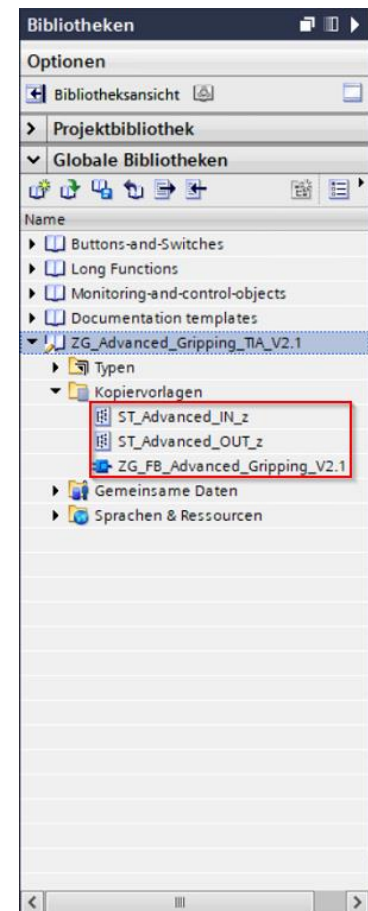 Bibliotheken
Optionen
Bibliotheksansicht
Projektbibliothek
Globale Bibliotheken
Name
Buttons-and-Switches
Long Functions
Monitoring-and-control-objects
Documentation templates
ZG_Advanced_Gripping_TIA_V2.1
Typen
Kopiervorlagen
ST_Advanced_IN_z
ST_Advanced_OUT_z
ZG_FB_Advanced_Gripping_V2.1
Gemeinsame Daten
Sprachen & Ressourcen